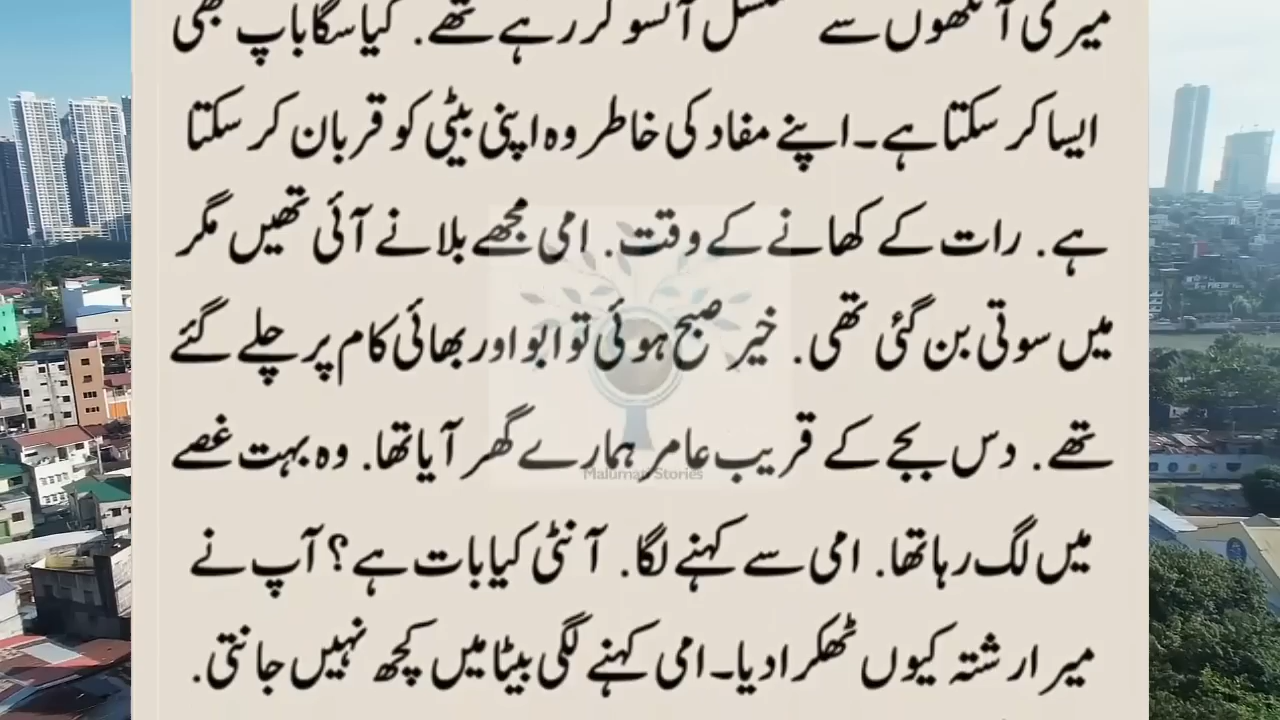 میری آنکھوں سے مسلسل آنسو گر رہے تھے. کیا سگا باپ بھی
ایسا کر سکتا ہے۔ اپنے مفاد کی خاطر وہ اپنی بیٹی کو قربان کر سکتا
ہے. رات کے کھانے کے وقت. امی مجھے بلانے آئی تھیں مگر
میں سوتی بن گئی تھی. خیر صبح ہوئی تو ابو اور بھائی کام پر چلے گئے
تھے. دس بجے کے قریب عامر ہمارے گھر آیا تھا. وہ بہت غصے
Malumati Stories
میں لگ رہا تھا. امی سے کہنے لگا. آنٹی کیا بات ہے؟ آپ نے
میرا رشتہ کیوں ٹھکرا دیا۔ امی کہنے لگی بیٹا میں کچھ نہیں جانتی.